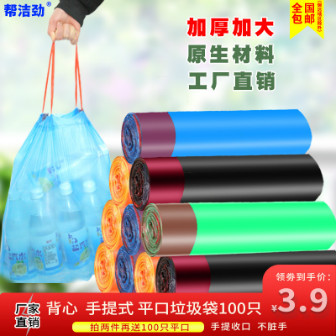 帮洁劲®
全国包邮
加厚加大
原生材料
工厂直销
厂家直销
背心 手提式 平口垃圾袋100只
拍两件再送100只平口
券后价:
¥3.9
手提收口 不脏手